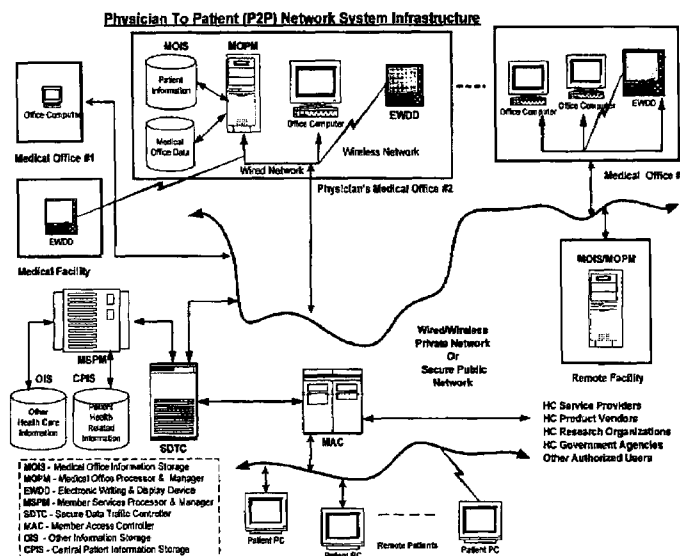 Physician To Patient (P2P) Network System Infrastructure
MOIS
MOPM
Patient
Information
Medical
Office Data
Office Computer
EWDD
Wired Network
Wireless Network
Physician's Medical Office #2
Office Computer
Medical Office #1
EWDD
Medical Facility
Office Computer
Office Computer
EWDD
Medical Office #
MOIS/MOPM
Remote Facility
Wired/Wireless
Private Network
Or
Secure Public
Network
MSPM
OIS
CPIS
Other
Health Care
Information
Patient
Health
Related
Information
SDTC
MAC
HC Service Providers
HC Product Vendors
HC Research Organizations
HC Government Agencies
Other Authorized Users
MOIS - Medical Office Information Storage
MOPM - Medical Office Processor & Manager
EWDD - Electronic Writing & Display Device
MSPM - Member Services Processor & Manager
SDTC - Secure Data Traffic Controller
MAC - Member Access Controller
OIS - Other Information Storage
CPIS - Central Patient Information Storage
Patient PC
Patient PC
Remote Patients
Patient PC